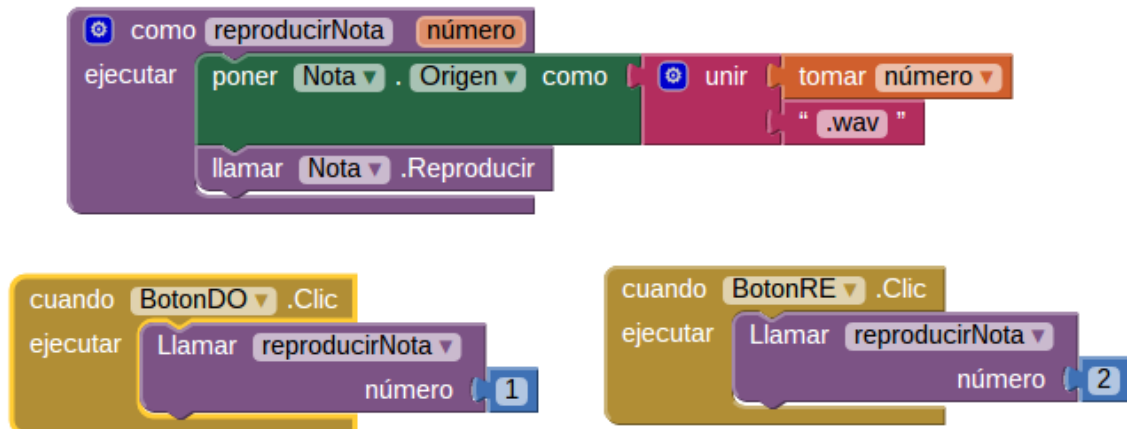 como reproducirNota número
ejecutar poner Nota . Origen como unir tomar número
" .wav "
llamar Nota .Reproducir
cuando BotonDO .Clic
ejecutar Llamar reproducirNota
número 1
cuando BotonRE .Clic
ejecutar Llamar reproducirNota
número 2